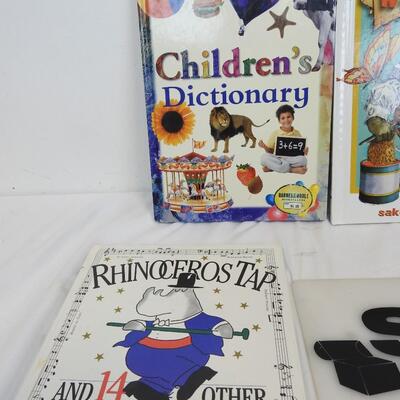 Children's
Dictionary
3+6=9
BARNES & NOBLE
sak
RHINOCEROS TAP
AND 14 OTHER
S